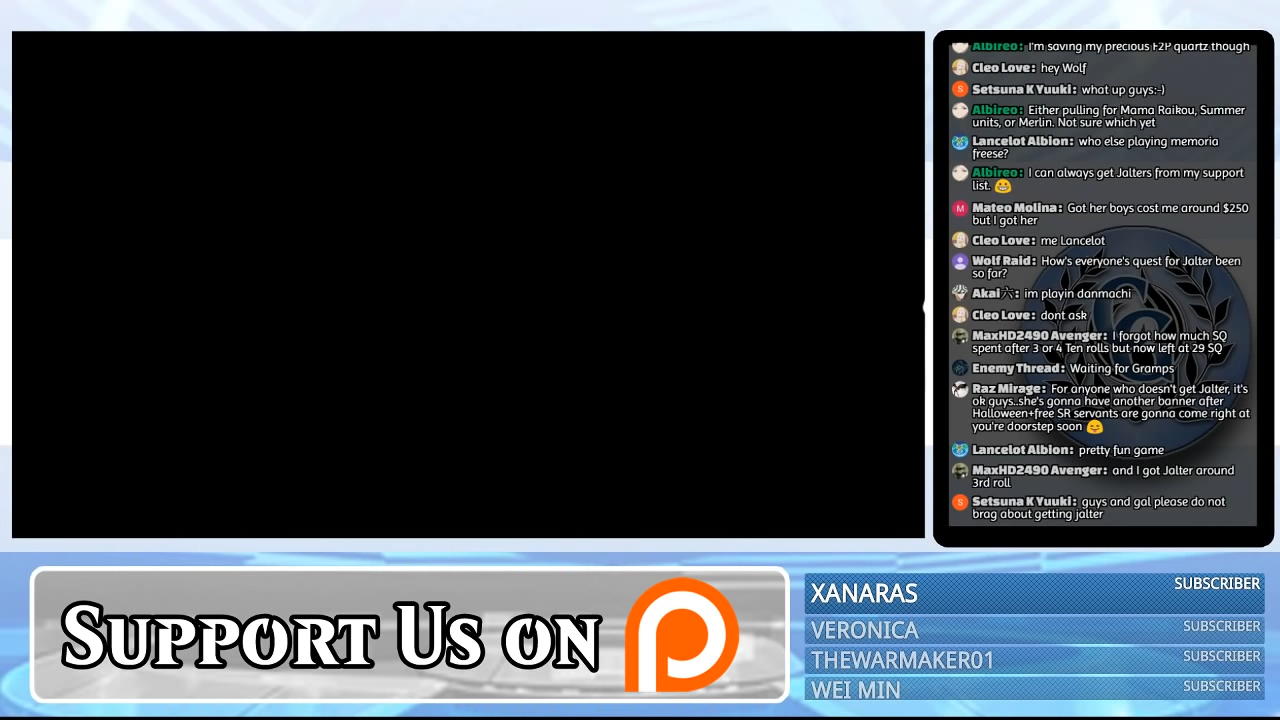 Albireo: I'm saving my precious F2P quartz though
Cleo Love: hey Wolf
Setsuna K Yuuki: what up guys:-)
Albireo: Either pulling for Mama Raikou, Summer
units, or Merlin. Not sure which yet
Lancelot Albion: who else playing memoria
freese?
Albireo: I can always get Jalters from my support
list. 😀
Mateo Molina: Got her boys cost me around $250
but I got her
Cleo Love: me Lancelot
Wolf Raid: How's everyone's quest for Jalter been
so far?
Akai六: im playin danmachi
Cleo Love: dont ask
MaxHD2490 Avenger: I forgot how much SQ
spent after 3 or 4 Ten rolls but now left at 29 SQ
Enemy Thread: Waiting for Gramps
Raz Mirage: For anyone who doesn't get Jalter, it's
ok guys..she's gonna have another banner after
Halloween+free SR servants are gonna come right at
you're doorstep soon 😊
Lancelot Albion: pretty fun game
MaxHD2490 Avenger: and I got Jalter around
3rd roll
Setsuna K Yuuki: guys and gal please do not
brag about getting jalter
SUPPORT US ON
XANARAS SUBSCRIBER
VERONICA SUBSCRIBER
THEWARMAKER01 SUBSCRIBER
WEI MIN SUBSCRIBER